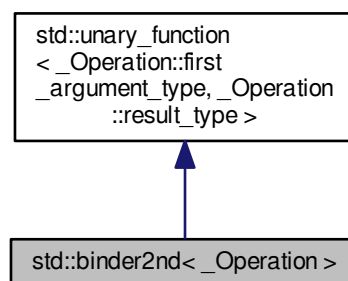 std::unary_function
< _Operation::first
_argument_type, _Operation
::result_type >
std::binder2nd< _Operation >